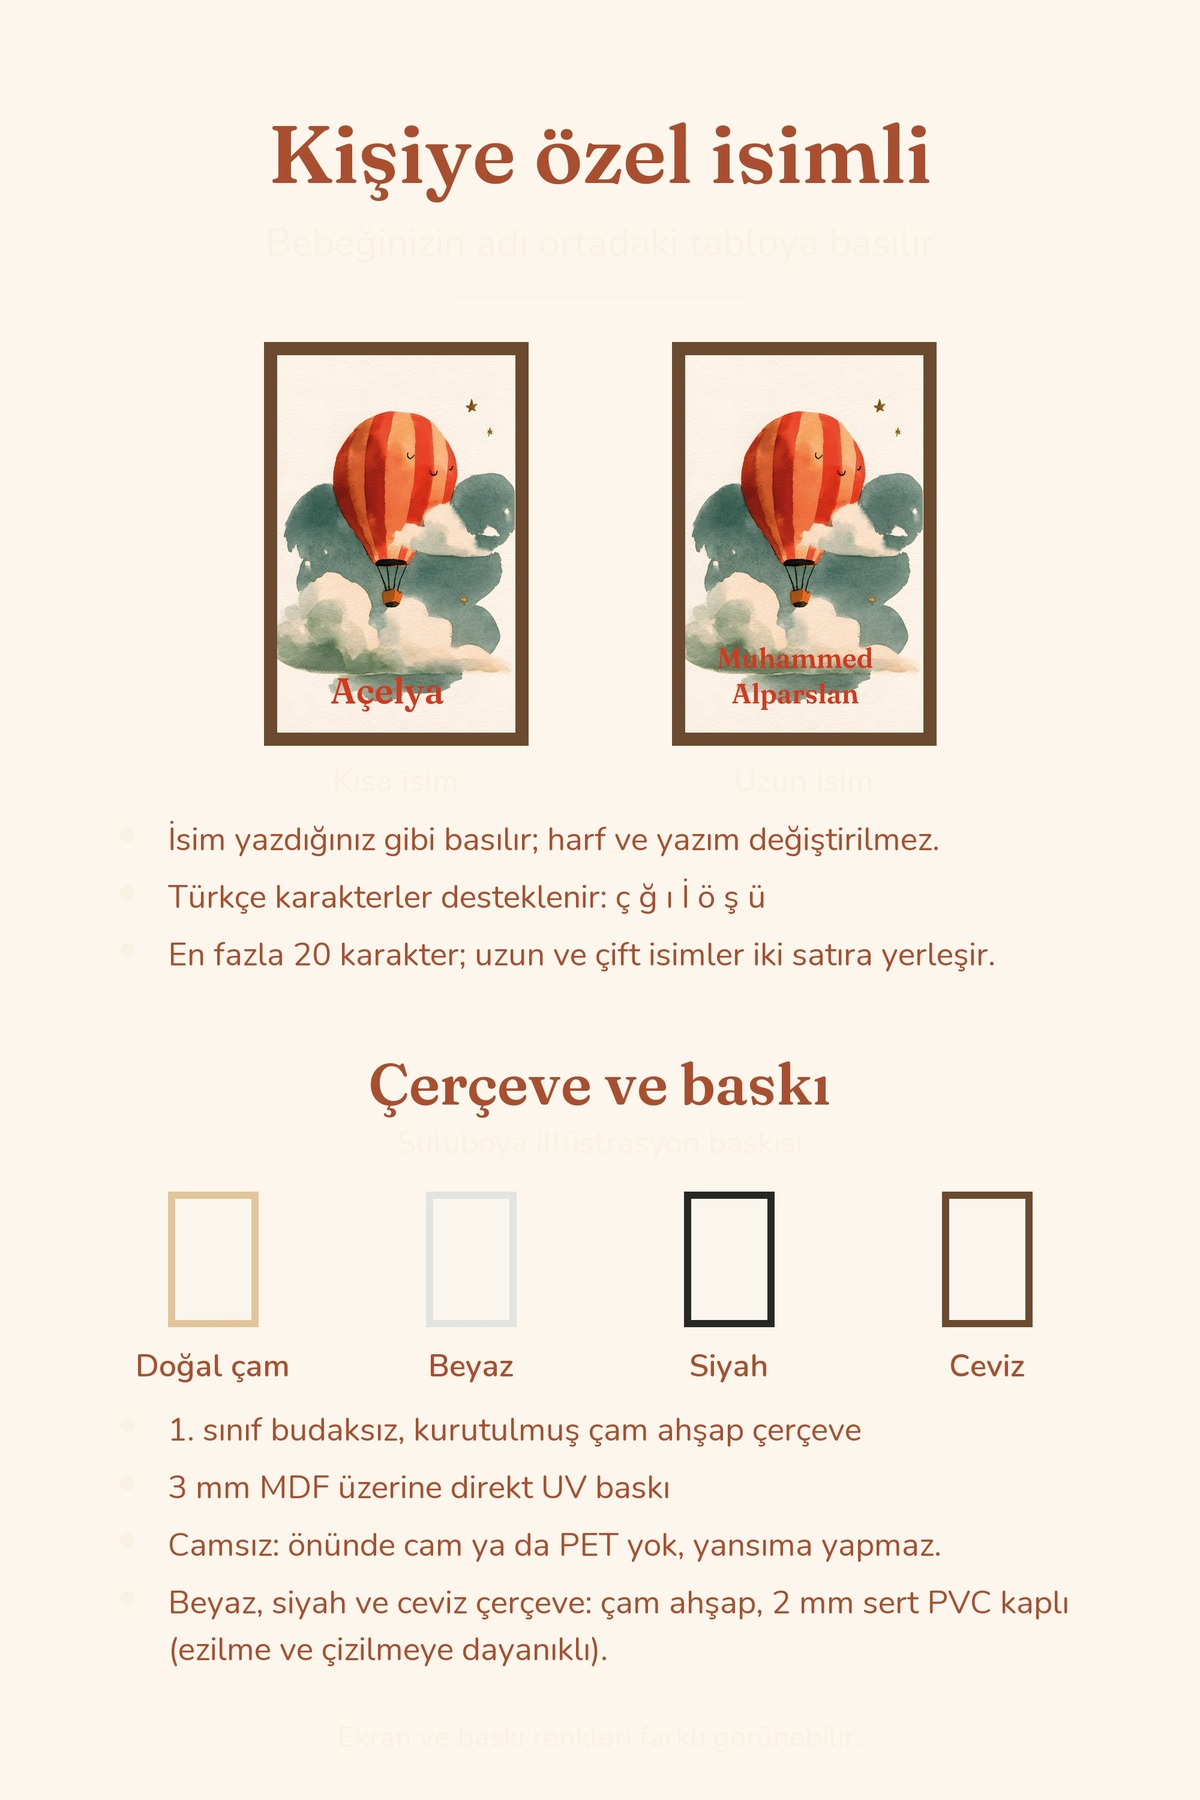 Kişiye özel isimli
Bebeğinizin adı ortadaki tabloya basılır
Açelya
Muhammed
Alparslan
Kısa isim
Uzun isim
İsim yazdığınız gibi basılır; harf ve yazım değiştirilmez.
Türkçe karakterler desteklenir: ç ğ ı İ ö ş ü
En fazla 20 karakter; uzun ve çift isimler iki satıra yerleşir.
Çerçeve ve baskı
Suluboya illüstrasyon baskısı
Doğal çam
Beyaz
Siyah
Ceviz
1. sınıf budaksız, kurutulmuş çam ahşap çerçeve
3 mm MDF üzerine direkt UV baskı
Camsız: önünde cam ya da PET yok, yansıma yapmaz.
Beyaz, siyah ve ceviz çerçeve: çam ahşap, 2 mm sert PVC kaplı
(ezilme ve çizilmeye dayanıklı).
Ekran ve baskı renkleri farklı görünebilir.